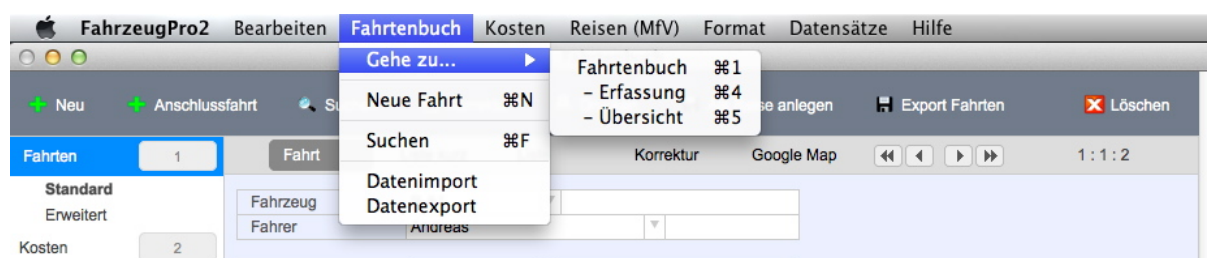 FahrzeugPro2 Bearbeiten Fahrtenbuch Kosten Reisen (MfV) Format Datensätze Hilfe
Gehe zu...
Fahrtenbuch ⌘1
– Erfassung ⌘4
– Übersicht ⌘5
Neue Fahrt ⌘N
Suchen ⌘F
Datenimport
Datenexport
Neu Anschlussfahrt anlegen Export Fahrten Löschen
Fahrten 1 Fahrt Korrektur Google Map 1 : 1 : 2
Standard
Erweitert
Kosten 2
Fahrzeug
Fahrer Andreas